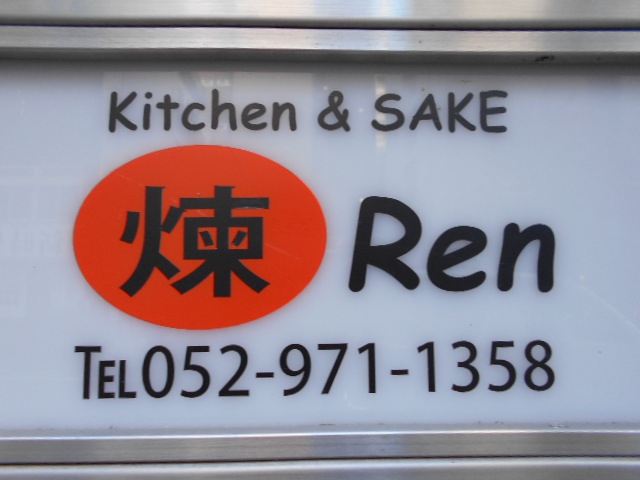 Kitchen & SAKE
煉 Ren
TEL052-971-1358